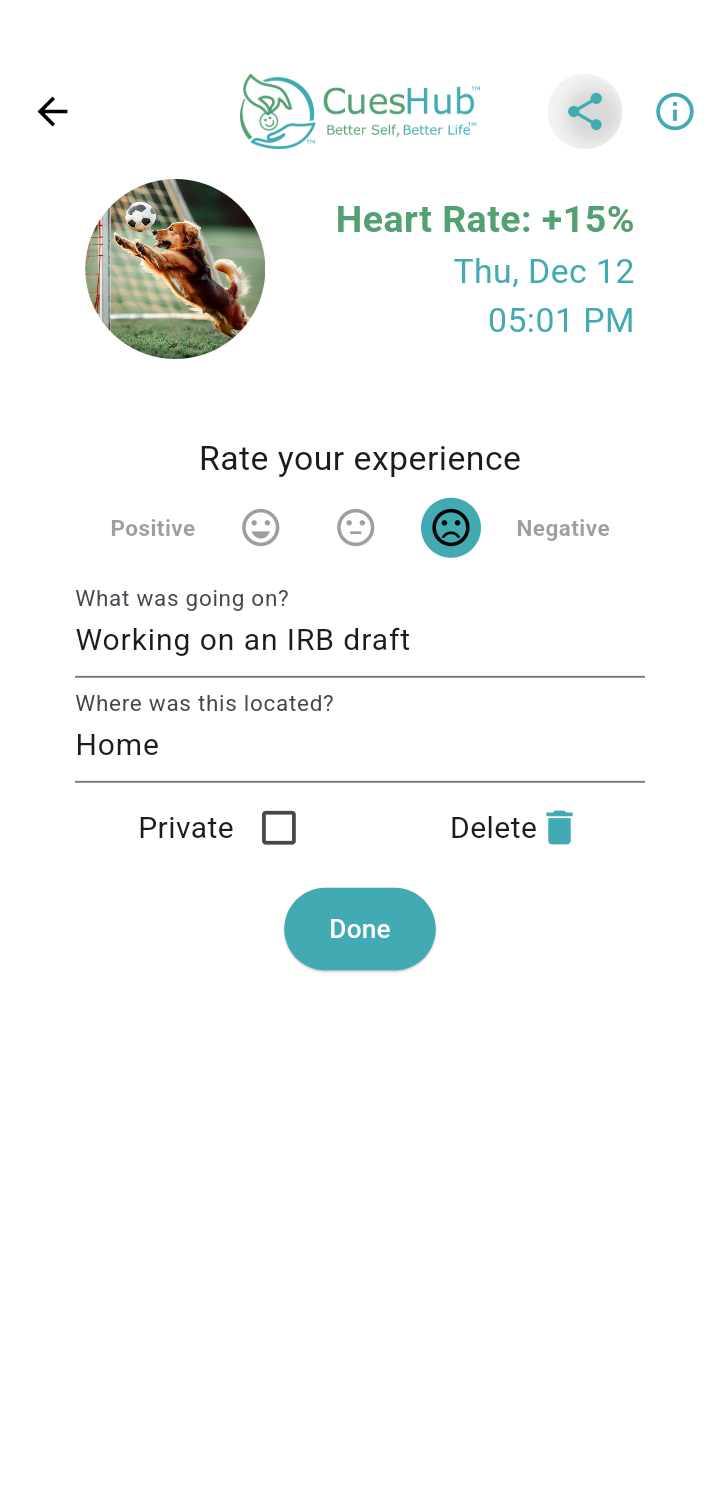 CuesHub™
Better Self, Better Life™
™
Heart Rate: +15%
Thu, Dec 12
05:01 PM
Rate your experience
Positive
Negative
What was going on?
Working on an IRB draft
Where was this located?
Home
Private
Delete
Done